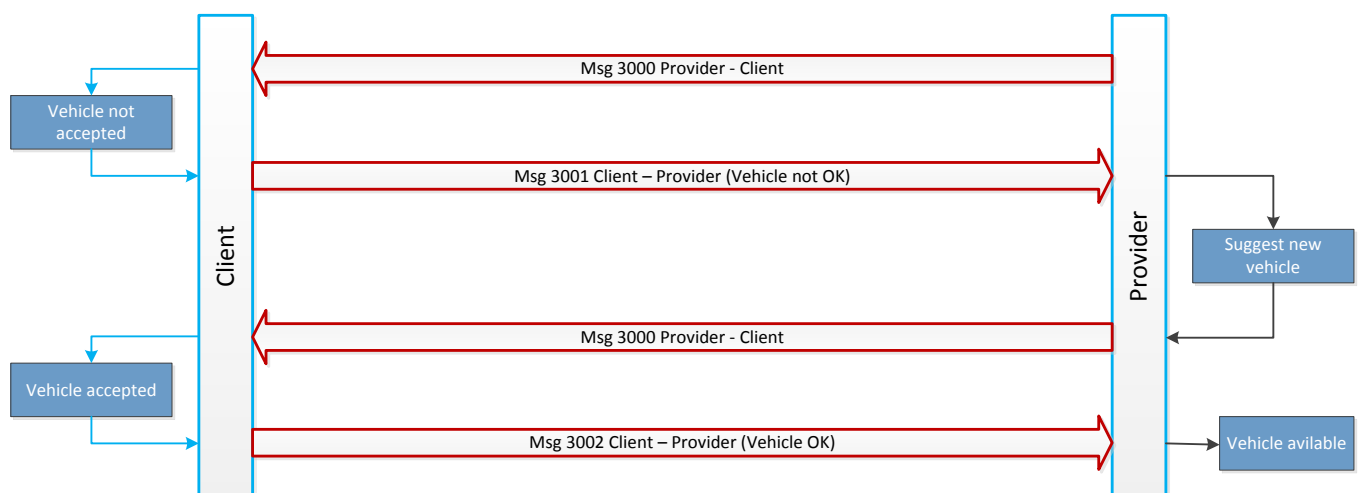 Msg 3000 Provider - Client
Vehicle not
accepted
Msg 3001 Client – Provider (Vehicle not OK)
Client
Provider
Suggest new
vehicle
Msg 3000 Provider - Client
Vehicle accepted
Msg 3002 Client – Provider (Vehicle OK)
Vehicle avilable